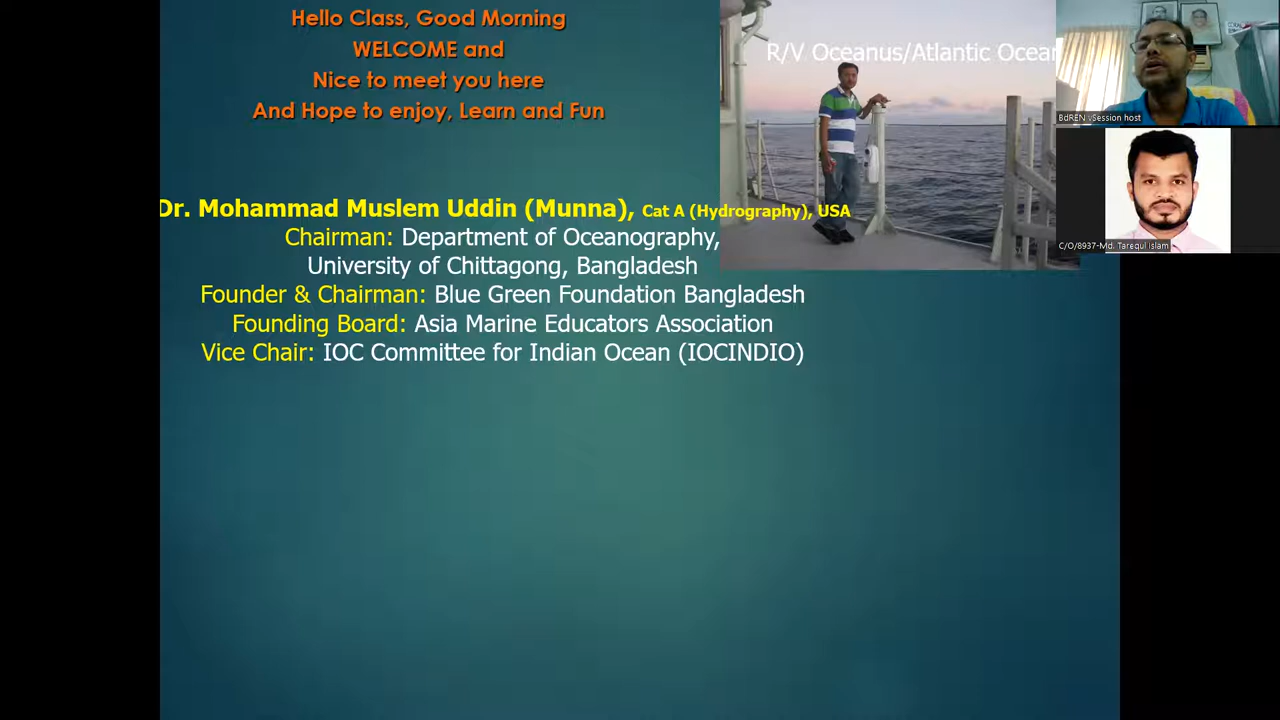 Hello Class, Good Morning
WELCOME and
Nice to meet you here
And Hope to enjoy, Learn and Fun
R/V Oceanus/Atlantic Ocean
Dr. Mohammad Muslem Uddin (Munna), Cat A (Hydrography), USA
Chairman: Department of Oceanography,
University of Chittagong, Bangladesh
Founder & Chairman: Blue Green Foundation Bangladesh
Founding Board: Asia Marine Educators Association
Vice Chair: IOC Committee for Indian Ocean (IOCINDIO)
BdREN vSession host
C/O/8937-Md. Tarequl Islam